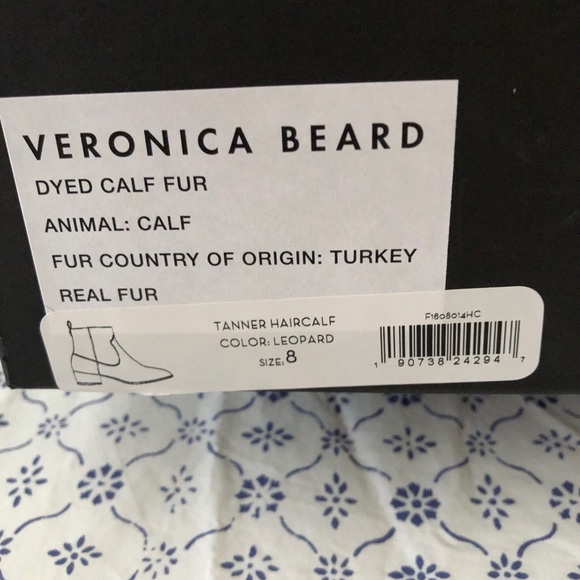 VERONICA BEARD
DYED CALF FUR
ANIMAL: CALF
FUR COUNTRY OF ORIGIN: TURKEY
REAL FUR
TANNER HAIRCALF
COLOR: LEOPARD
SIZE: 8
F1808014HC
1 90738 24294 7